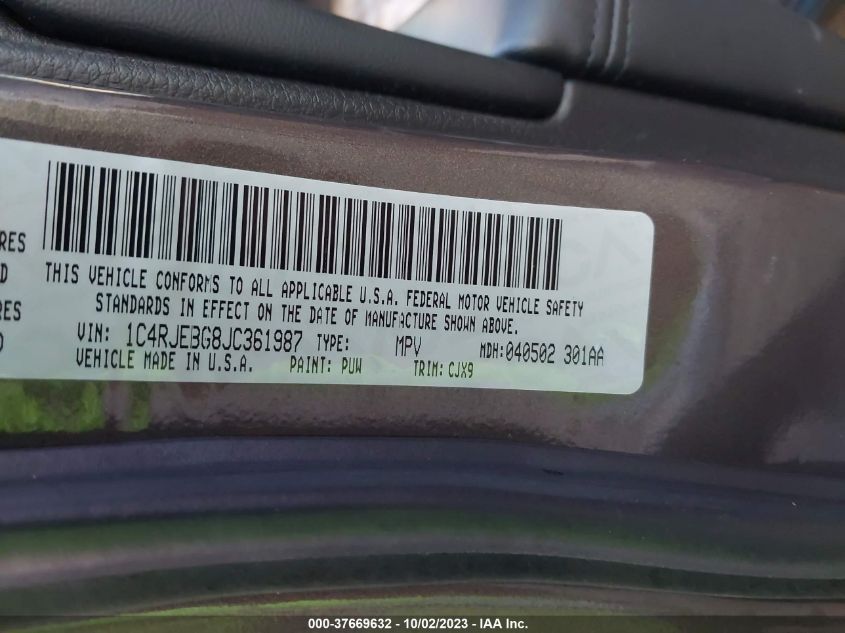 RES
D
RES
THIS VEHICLE CONFORMS TO ALL APPLICABLE U.S.A. FEDERAL MOTOR VEHICLE SAFETY
STANDARDS IN EFFECT ON THE DATE OF MANUFACTURE SHOWN ABOVE.
VIN: 1C4RJEBG8JC361987 TYPE: MPV MDH:040502 301AA
VEHICLE MADE IN U.S.A. PAINT: PUW TRIM: CJX9
000-37669632 - 10/02/2023 - IAA Inc.